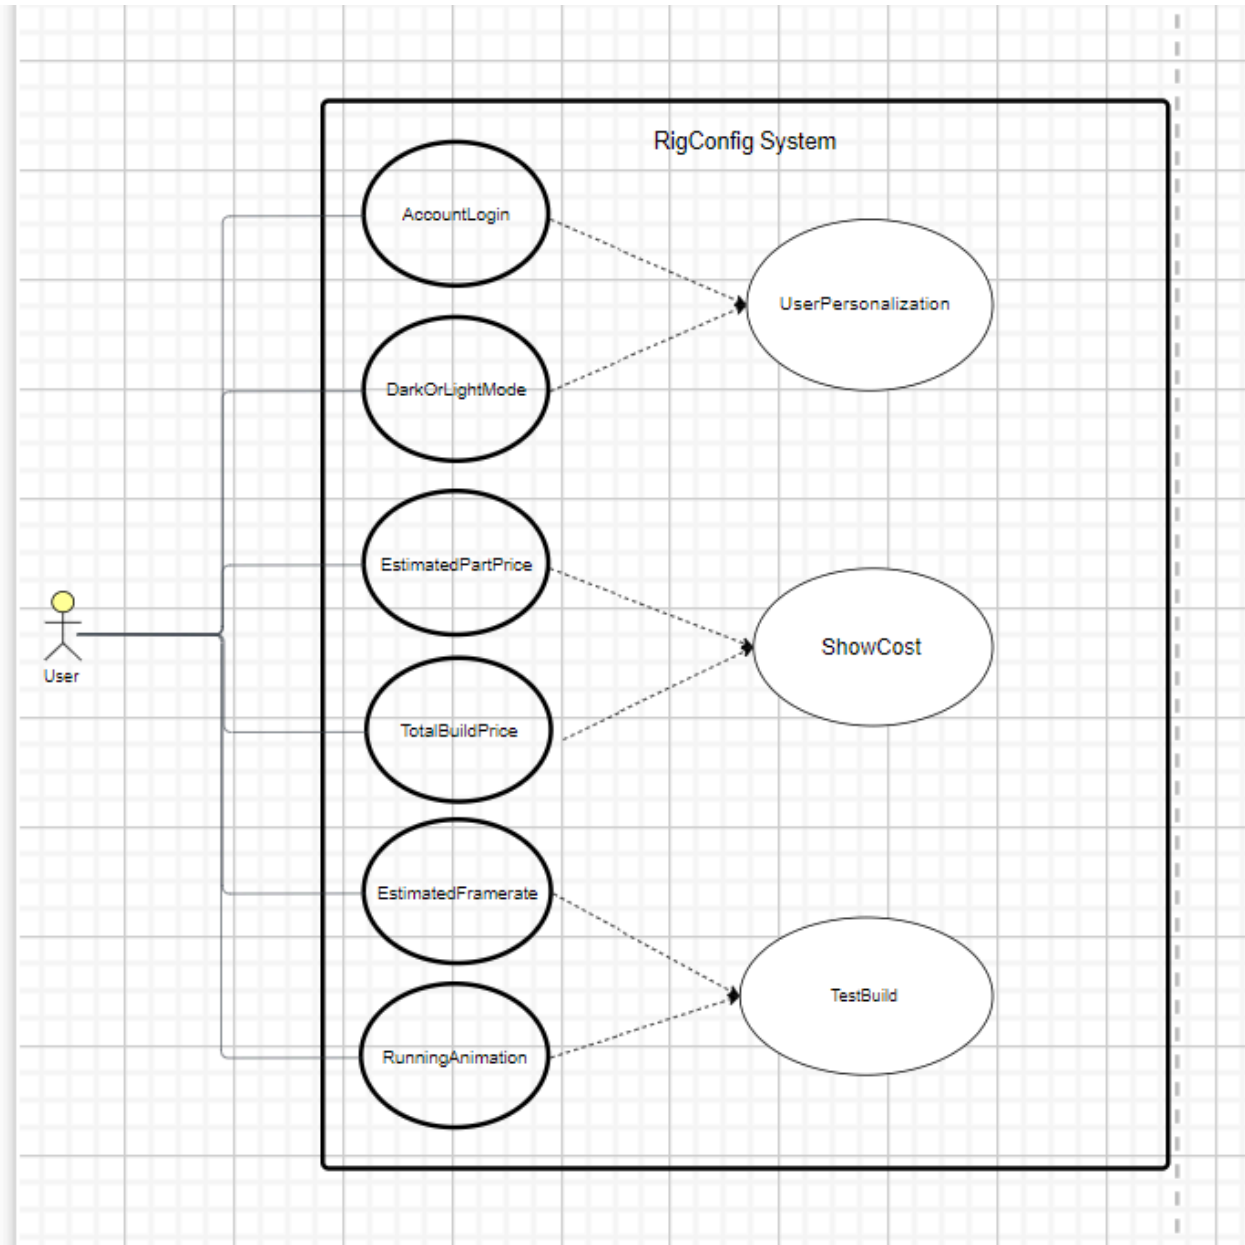 RigConfig System
AccountLogin
UserPersonalization
DarkOrLightMode
EstimatedPartPrice
ShowCost
User
TotalBuildPrice
EstimatedFramerate
TestBuild
RunningAnimation